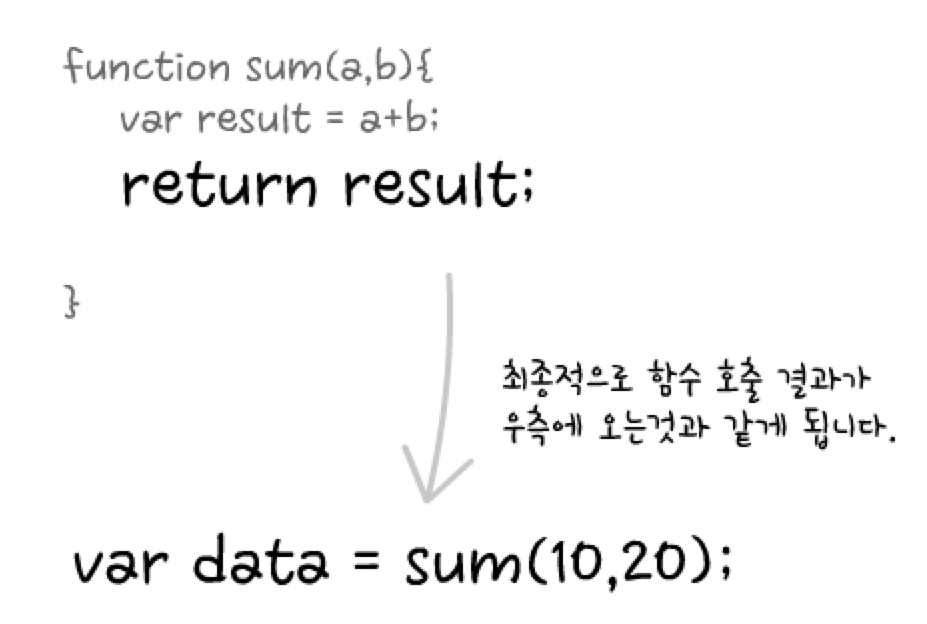 function sum(a,b){
var result = a+b;
return result;
}
최종적으로 함수 호출 결과가
우측에 오는것과 같게 됩니다.
var data = sum(10,20);